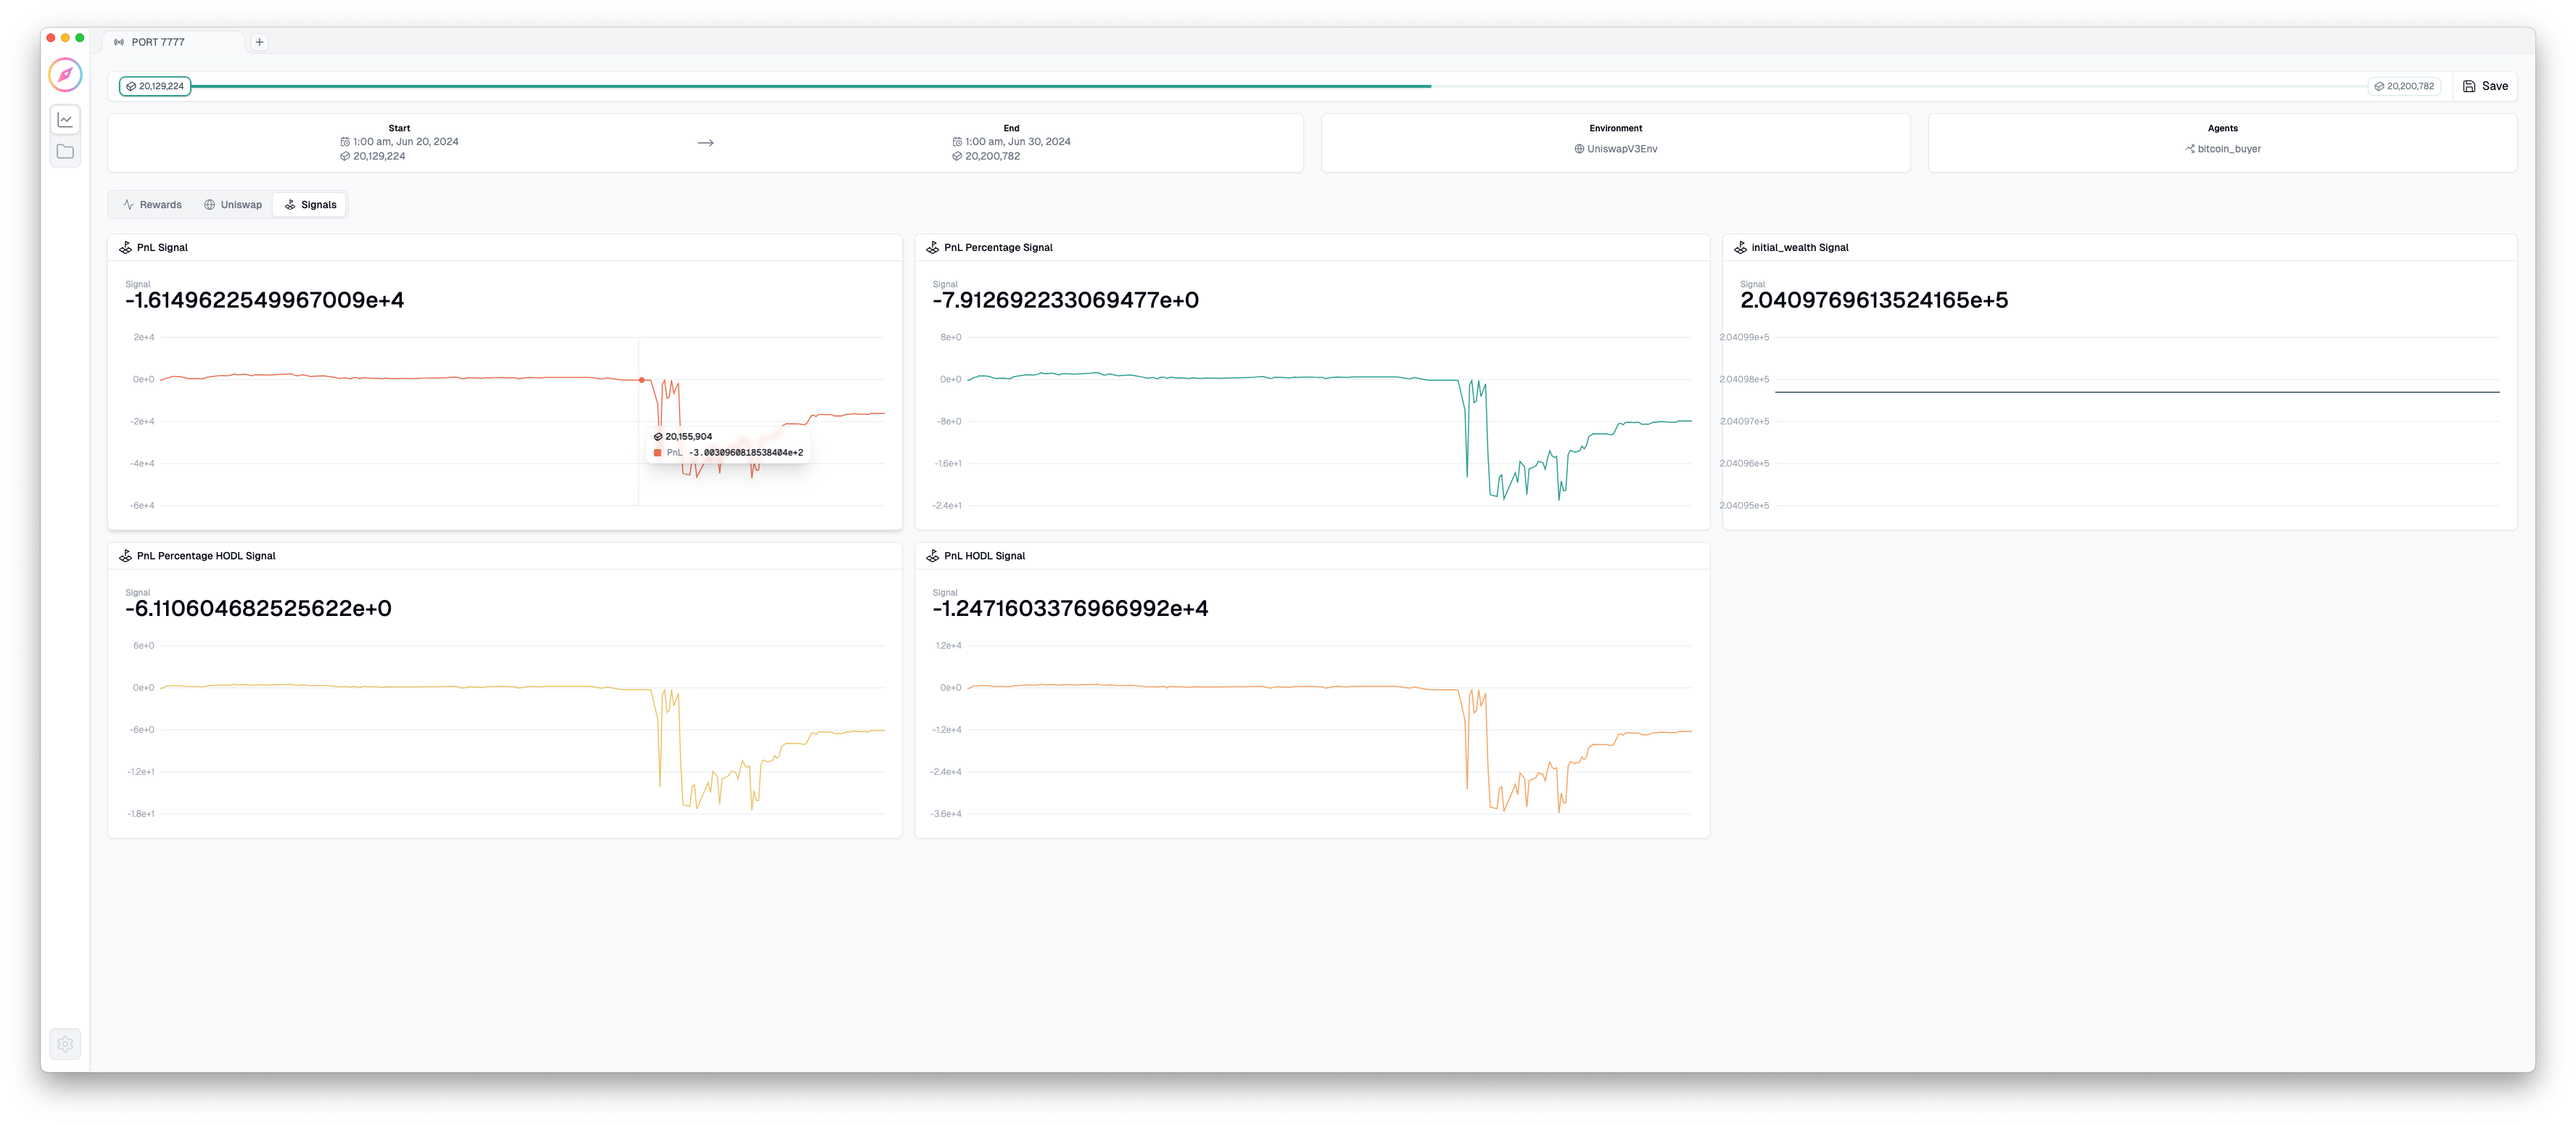 PORT 7777
20,129,224
20,200,782
Save
Start
1:00 am, Jun 20, 2024
20,129,224
End
1:00 am, Jun 30, 2024
20,200,782
Environment
UniswapV3Env
Agents
bitcoin_buyer
Rewards
Uniswap
Signals
PnL Signal
Signal
-1.6149622549967009e+4
2e+4
0e+0
-2e+4
-4e+4
-6e+4
20,155,904
PnL -3.0030960818538404e+2
PnL Percentage Signal
Signal
-7.912692233069477e+0
8e+0
0e+0
-8e+0
-1.6e+1
-2.4e+1
initial_wealth Signal
Signal
2.0409769613524165e+5
2.04099e+5
2.04098e+5
2.04097e+5
2.04096e+5
2.04095e+5
PnL Percentage HODL Signal
Signal
-6.110604682525622e+0
6e+0
0e+0
-6e+0
-1.2e+1
-1.8e+1
PnL HODL Signal
Signal
-1.2471603376966992e+4
1.2e+4
0e+0
-1.2e+4
-2.4e+4
-3.6e+4